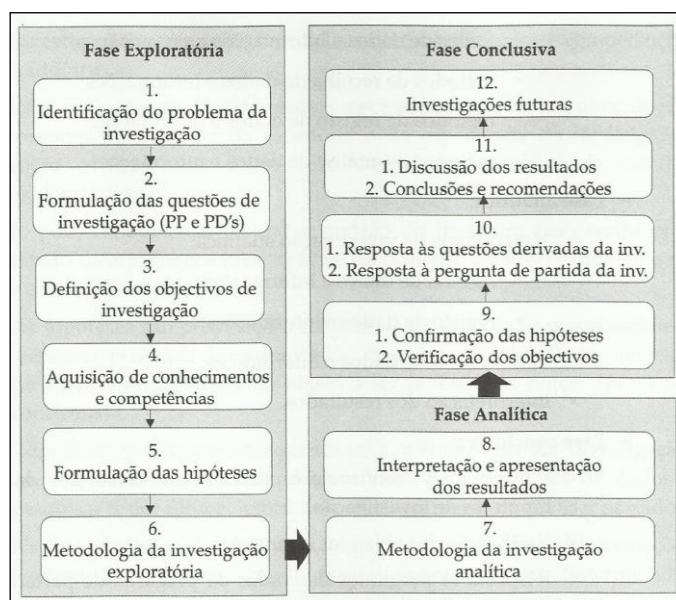 Fase Exploratória
1.
Identificação do problema da
investigação
2.
Formulação das questões de
investigação (PP e PD's)
3.
Definição dos objectivos de
investigação
4.
Aquisição de conhecimentos
e competências
5.
Formulação das hipóteses
6.
Metodologia da investigação
exploratória
Fase Conclusiva
12.
Investigações futuras
11.
1. Discussão dos resultados
2. Conclusões e recomendações
10.
1. Resposta às questões derivadas da inv.
2. Resposta à pergunta de partida da inv.
9.
1. Confirmação das hipóteses
2. Verificação dos objectivos
Fase Analítica
8.
Interpretação e apresentação
dos resultados
7.
Metodologia da investigação
analítica